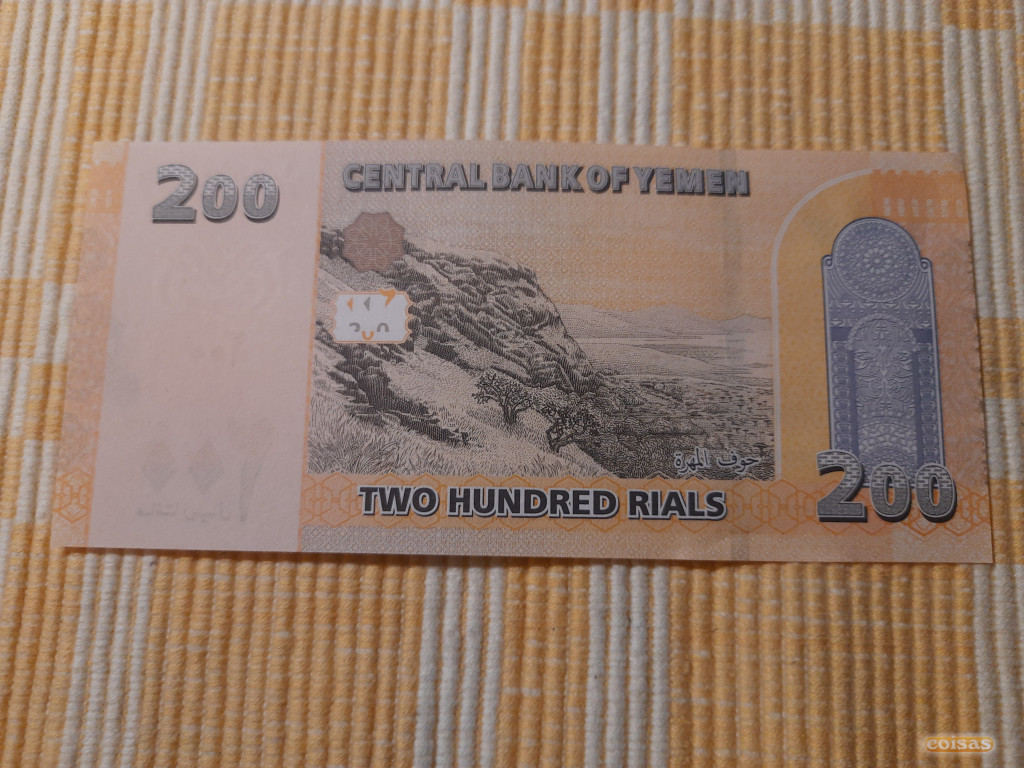 200
CENTRAL BANK OF YEMEN
حوف المهرة
TWO HUNDRED RIALS
200
coisas